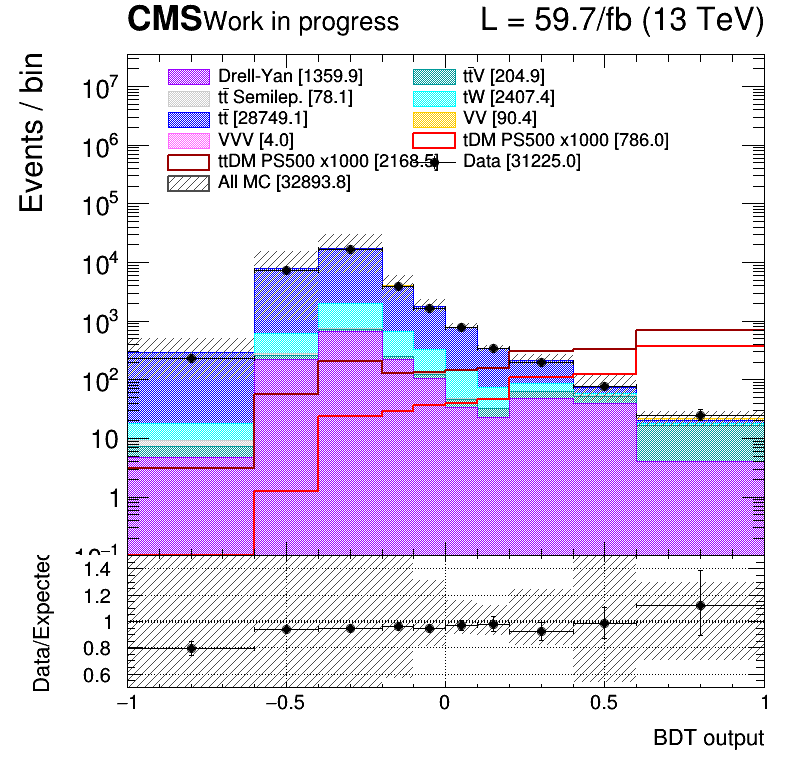 CMS Work in progress L = 59.7/fb (13 TeV)
Events / bin
Drell-Yan [1359.9] tt̄V [204.9]
tt̄ Semilep. [78.1] tW [2407.4]
tt̄ [28749.1] VV [90.4]
VVV [4.0] tDM PS500 x1000 [786.0]
ttDM PS500 x1000 [2168.5] Data [31225.0]
All MC [32893.8]
10⁷
10⁶
10⁵
10⁴
10³
10²
10
1
10⁻¹
Data/Expected
1.4
1.2
1
0.8
0.6
−1 −0.5 0 0.5 1
BDT output